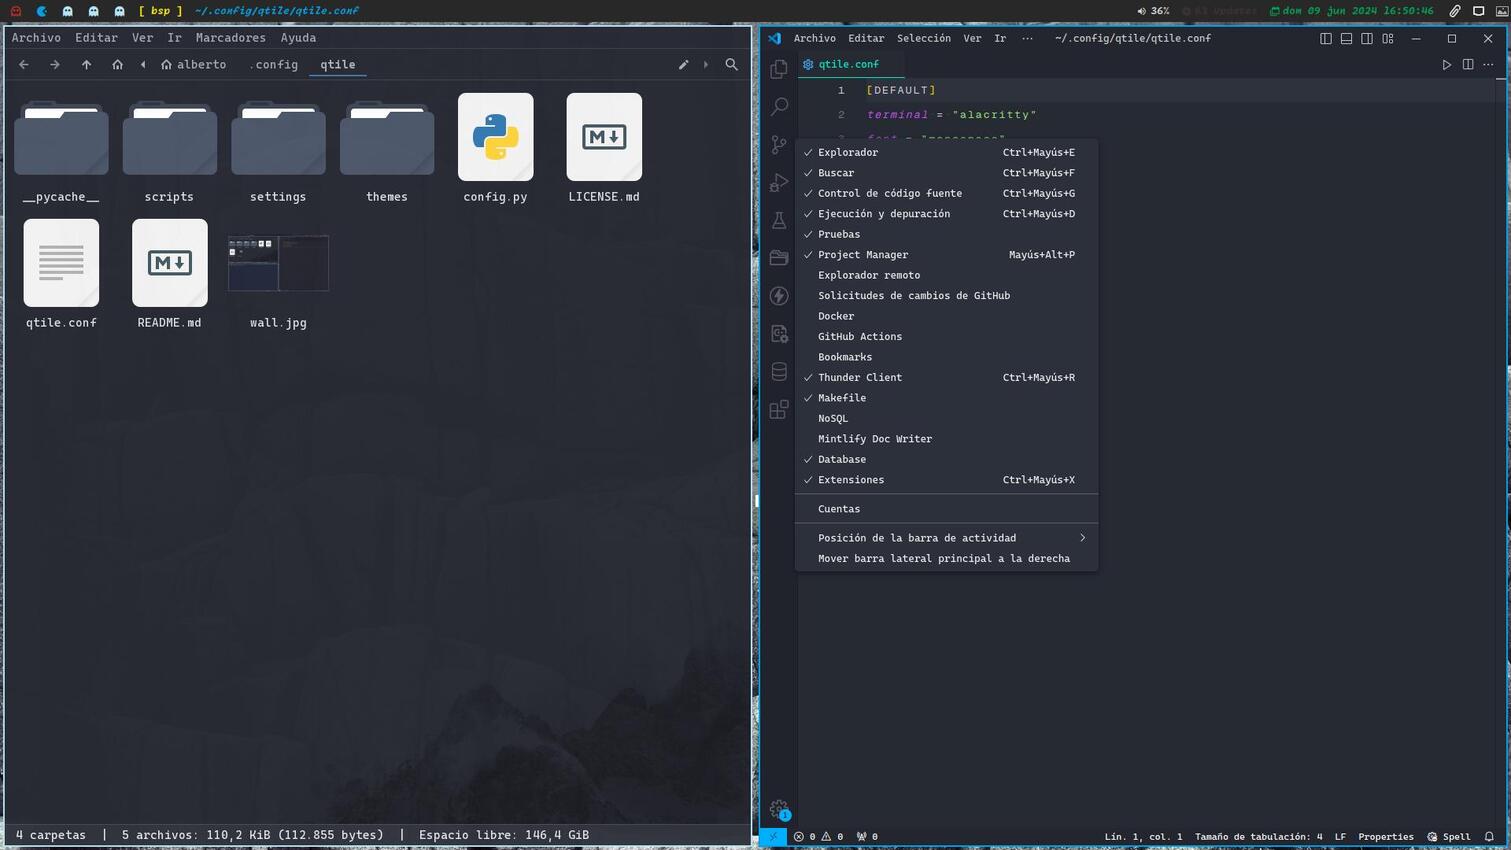 [ bsp ] ~/.config/qtile/qtile.conf
36% 61 Updates dom 09 jun 2024 16:50:46
Archivo Editar Ver Ir Marcadores Ayuda
alberto .config qtile
__pycache__ scripts settings themes config.py LICENSE.md
qtile.conf README.md wall.jpg
4 carpetas | 5 archivos: 110,2 KiB (112.855 bytes) | Espacio libre: 146,4 GiB
Archivo Editar Selección Ver Ir ··· ~/.config/qtile/qtile.conf
qtile.conf
1 [DEFAULT]
2 terminal = "alacritty"
Explorador Ctrl+Mayús+E
Buscar Ctrl+Mayús+F
Control de código fuente Ctrl+Mayús+G
Ejecución y depuración Ctrl+Mayús+D
Pruebas
Project Manager Mayús+Alt+P
Explorador remoto
Solicitudes de cambios de GitHub
Docker
GitHub Actions
Bookmarks
Thunder Client Ctrl+Mayús+R
Makefile
NoSQL
Mintlify Doc Writer
Database
Extensiones Ctrl+Mayús+X
Cuentas
Posición de la barra de actividad
Mover barra lateral principal a la derecha
1
0 0 0 Lín. 1, col. 1 Tamaño de tabulación: 4 LF Properties Spell